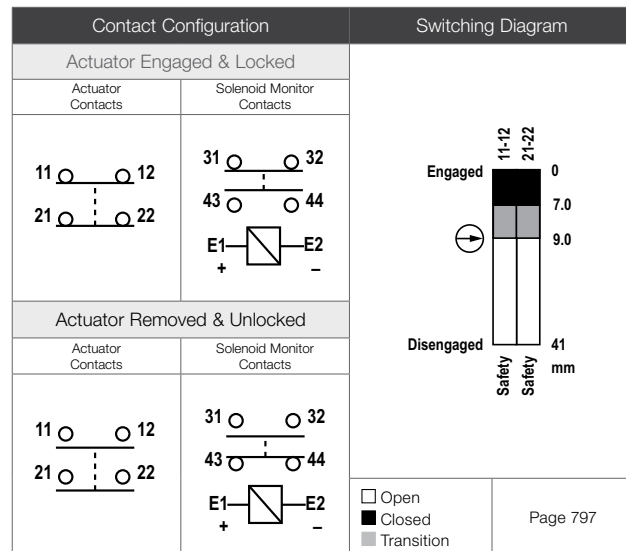 Contact Configuration
Switching Diagram
Actuator Engaged & Locked
Actuator
Contacts
Solenoid Monitor
Contacts
11 12
21 22
31 32
43 44
E1 E2
+ –
Actuator Removed & Unlocked
Actuator
Contacts
Solenoid Monitor
Contacts
11 12
21 22
31 32
43 44
E1 E2
+ –
11-12
21-22
Engaged 0
7.0
9.0
Disengaged 41
mm
Safety
Safety
Open
Closed
Transition
Page 797